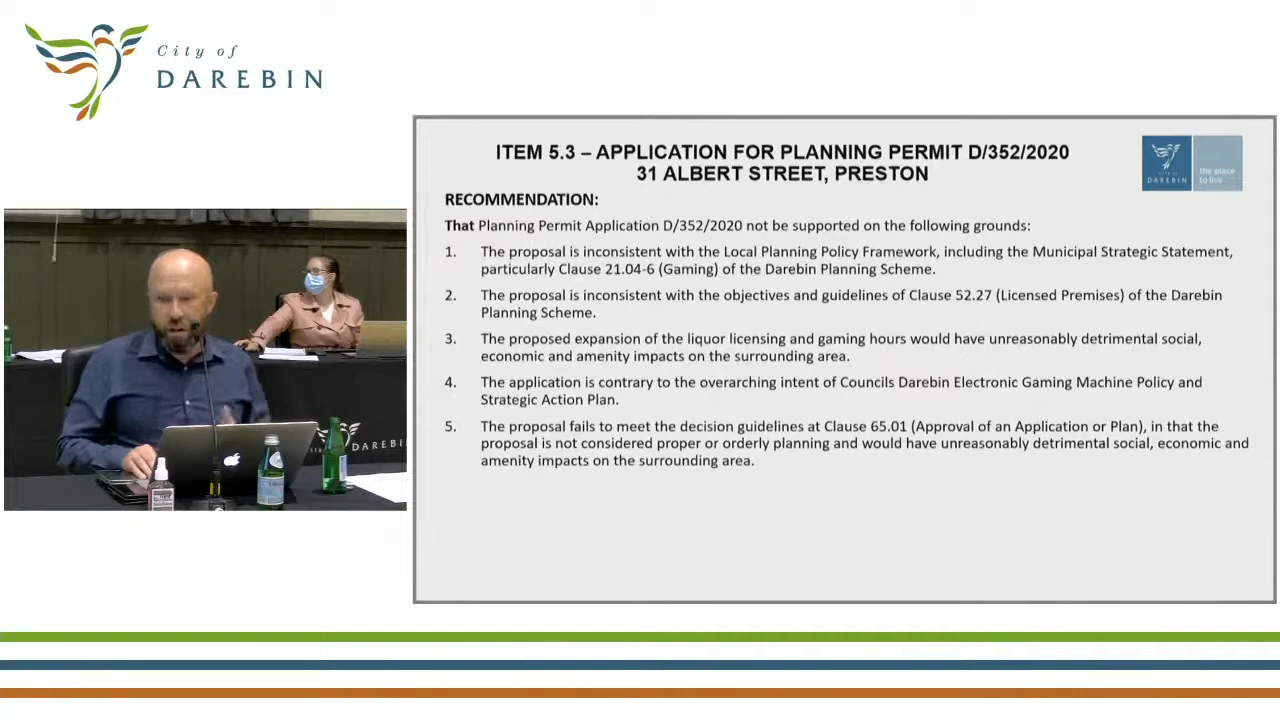 City of
DAREBIN
ITEM 5.3 – APPLICATION FOR PLANNING PERMIT D/352/2020
31 ALBERT STREET, PRESTON
CITY OF
DAREBIN
the place
to live
RECOMMENDATION:
That Planning Permit Application D/352/2020 not be supported on the following grounds:
1. The proposal is inconsistent with the Local Planning Policy Framework, including the Municipal Strategic Statement,
particularly Clause 21.04-6 (Gaming) of the Darebin Planning Scheme.
2. The proposal is inconsistent with the objectives and guidelines of Clause 52.27 (Licensed Premises) of the Darebin
Planning Scheme.
3. The proposed expansion of the liquor licensing and gaming hours would have unreasonably detrimental social,
economic and amenity impacts on the surrounding area.
4. The application is contrary to the overarching intent of Councils Darebin Electronic Gaming Machine Policy and
Strategic Action Plan.
5. The proposal fails to meet the decision guidelines at Clause 65.01 (Approval of an Application or Plan), in that the
proposal is not considered proper or orderly planning and would have unreasonably detrimental social, economic and
amenity impacts on the surrounding area.
DAREB